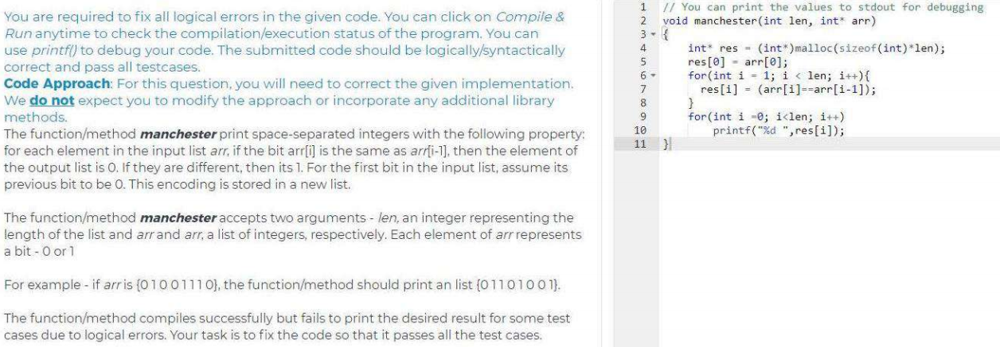 You are required to fix all logical errors in the given code. You can click on Compile &
Run anytime to check the compilation/execution status of the program. You can
use printf() to debug your code. The submitted code should be logically/syntactically
correct and pass all testcases.
Code Approach: For this question, you will need to correct the given implementation.
We do not expect you to modify the approach or incorporate any additional library
methods.
The function/method manchester print space-separated integers with the following property:
for each element in the input list arr, if the bit arr[i] is the same as arr[i-1], then the element of
the output list is 0. If they are different, then its 1. For the first bit in the input list, assume its
previous bit to be 0. This encoding is stored in a new list.
The function/method manchester accepts two arguments - len, an integer representing the
length of the list and arr and arr, a list of integers, respectively. Each element of arr represents
a bit - 0 or 1
For example - if arr is {0 1 0 0 1 1 1 0}, the function/method should print an list {0 1 1 0 1 0 0 1}.
The function/method compiles successfully but fails to print the desired result for some test
cases due to logical errors. Your task is to fix the code so that it passes all the test cases.
1 // You can print the values to stdout for debugging
2 void manchester(int len, int* arr)
3 {
4 int* res = (int*)malloc(sizeof(int)*len);
5 res[0] = arr[0];
6 for(int i = 1; i < len; i++){
7 res[i] = (arr[i]==arr[i-1]);
8 }
9 for(int i =0; i<len; i++)
10 printf("%d ",res[i]);
11 }